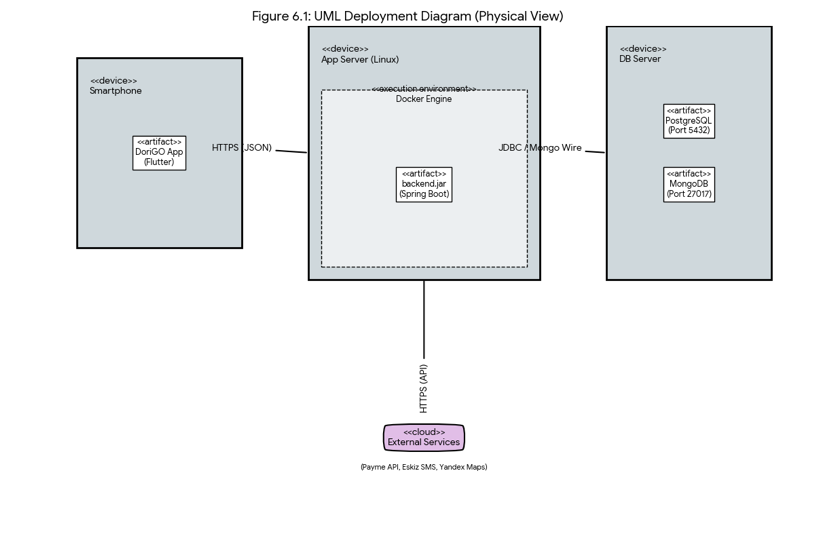 Figure 6.1: UML Deployment Diagram (Physical View)
<<device>>
Smartphone
<<artifact>>
DoriGO App
(Flutter)
HTTPS (JSON)
<<device>>
App Server (Linux)
<<execution environment>>
Docker Engine
<<artifact>>
backend.jar
(Spring Boot)
JDBC / Mongo Wire
<<device>>
DB Server
<<artifact>>
PostgreSQL
(Port 5432)
<<artifact>>
MongoDB
(Port 27017)
HTTPS (API)
<<cloud>>
External Services
(Payme API, Eskiz SMS, Yandex Maps)